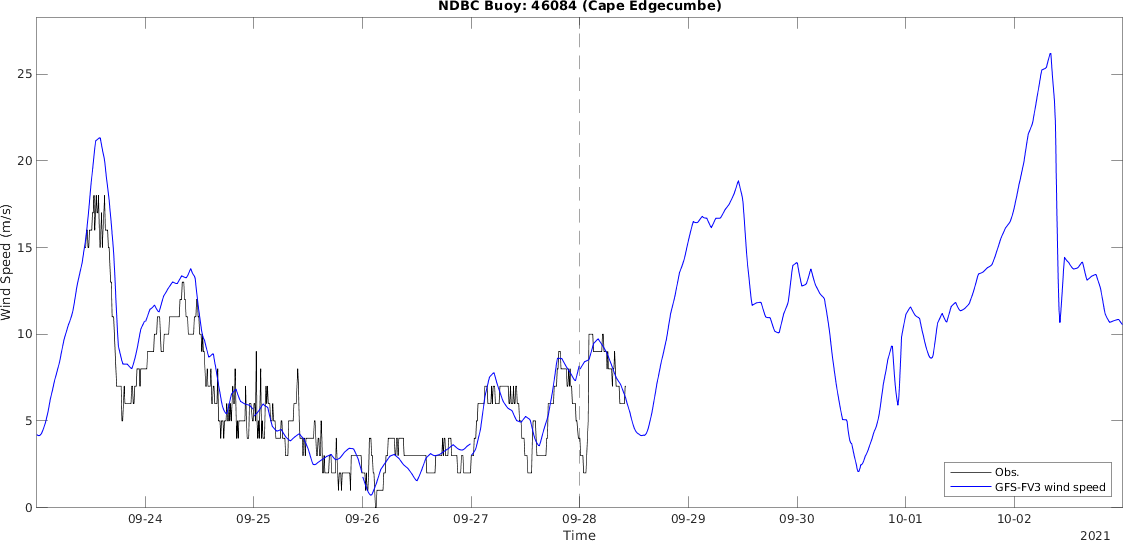 NDBC Buoy: 46084 (Cape Edgecumbe)
Wind Speed (m/s)
25
20
15
10
5
0
09-24 09-25 09-26 09-27 09-28 09-29 09-30 10-01 10-02
Time
2021
Obs.
GFS-FV3 wind speed